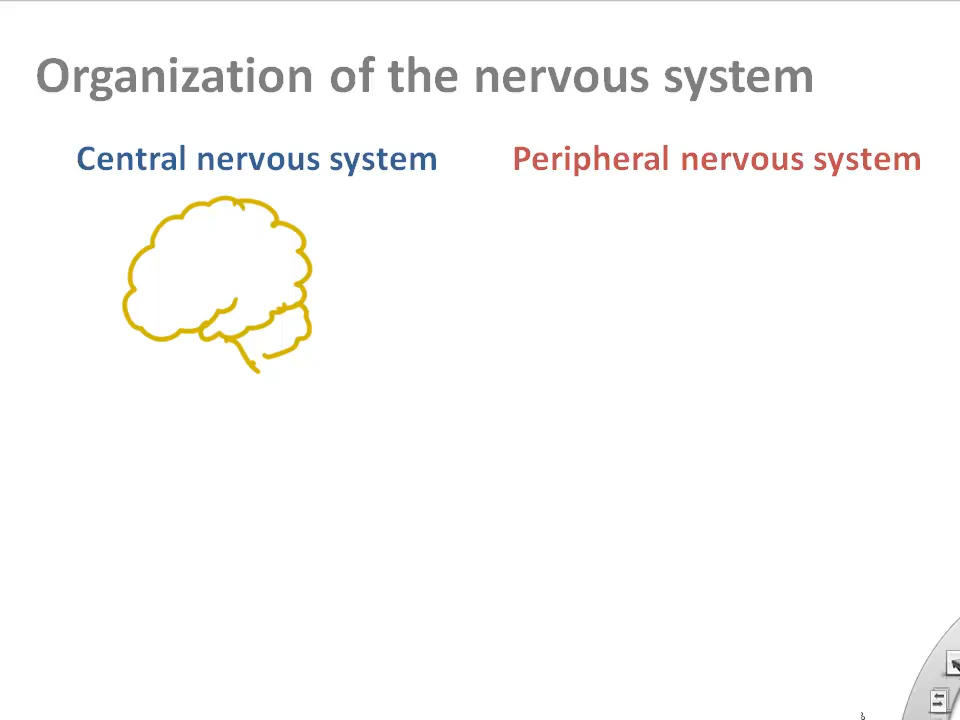 Organization of the nervous system
Central nervous system
Peripheral nervous system